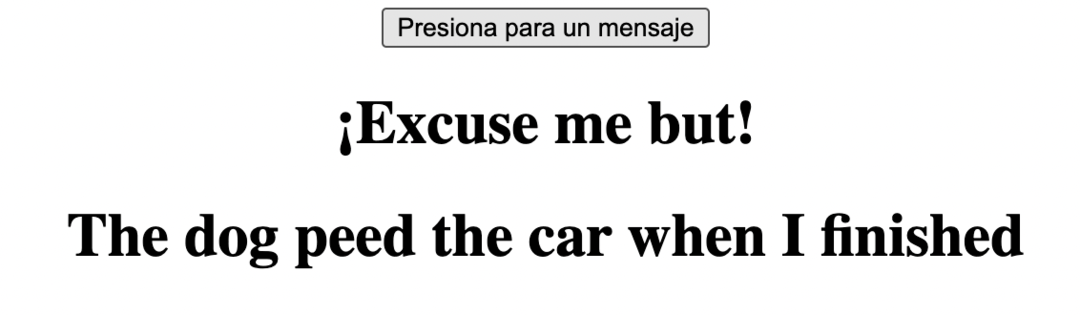 Presiona para un mensaje
¡Excuse me but!
The dog peed the car when I finished